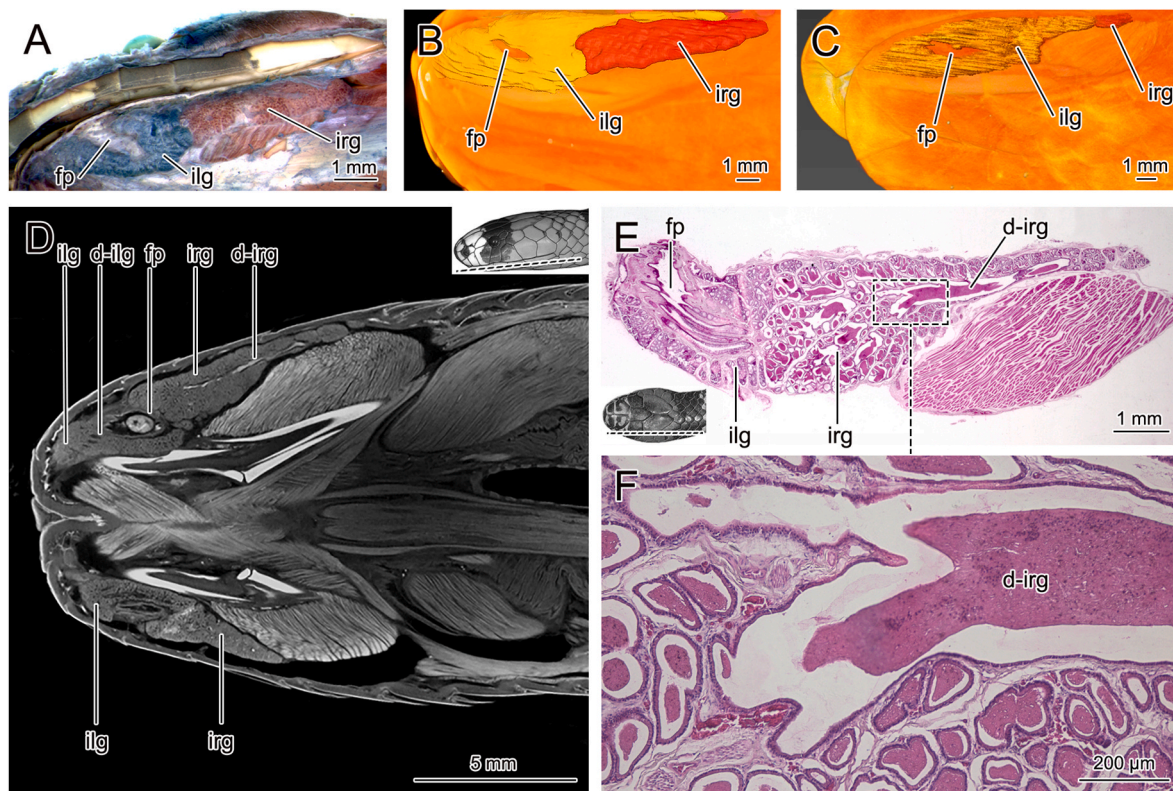 A
fp
ilg
irg
1 mm
B
fp
ilg
irg
1 mm
C
fp
ilg
irg
1 mm
D
ilg d-ilg fp irg d-irg
ilg
irg
5 mm
E
fp
d-irg
ilg
irg
1 mm
F
d-irg
200 µm